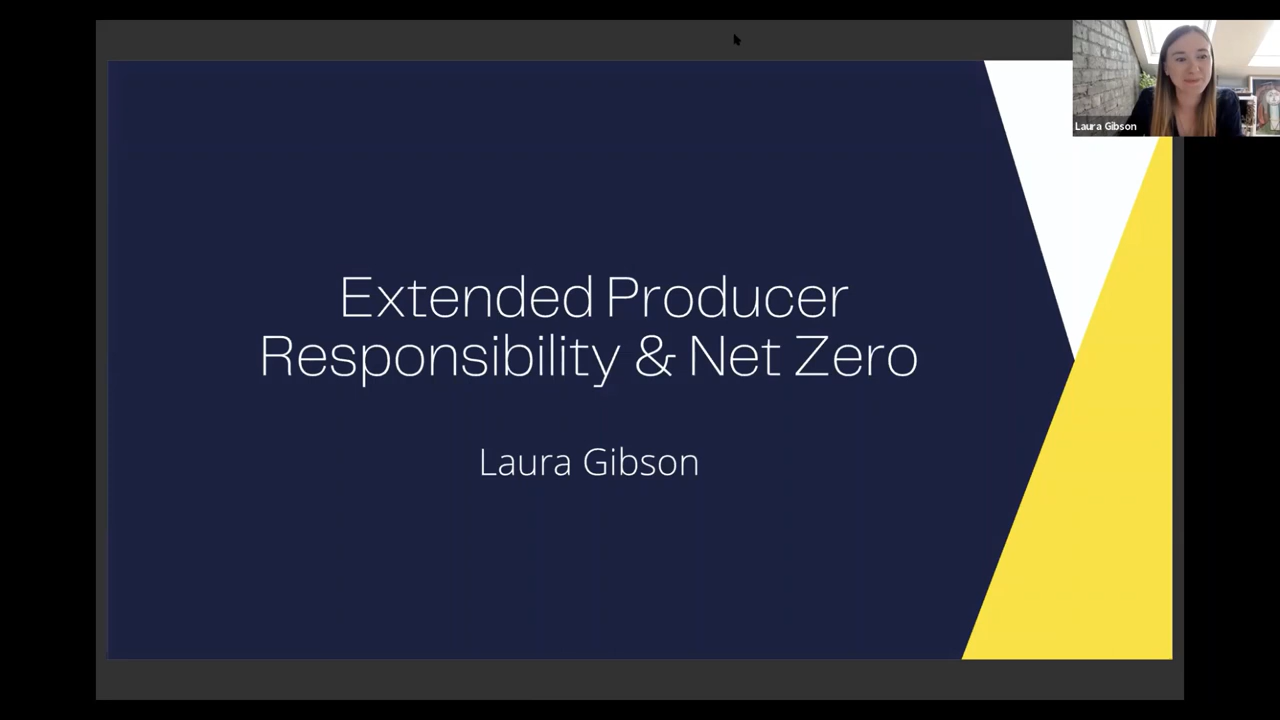 Extended Producer
Responsibility & Net Zero
Laura Gibson
Laura Gibson